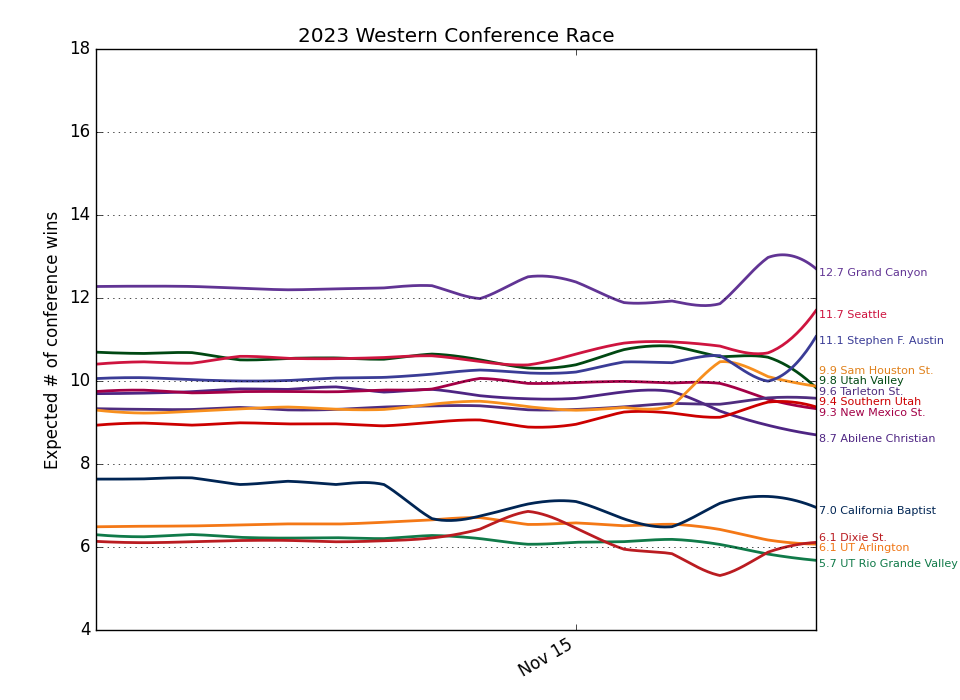 2023 Western Conference Race
Expected # of conference wins
18
16
14
12
10
8
6
4
Nov 15
12.7 Grand Canyon
11.7 Seattle
11.1 Stephen F. Austin
9.9 Sam Houston St.
9.8 Utah Valley
9.6 Tarleton St.
9.4 Southern Utah
9.3 New Mexico St.
8.7 Abilene Christian
7.0 California Baptist
6.1 Dixie St.
6.1 UT Arlington
5.7 UT Rio Grande Valley